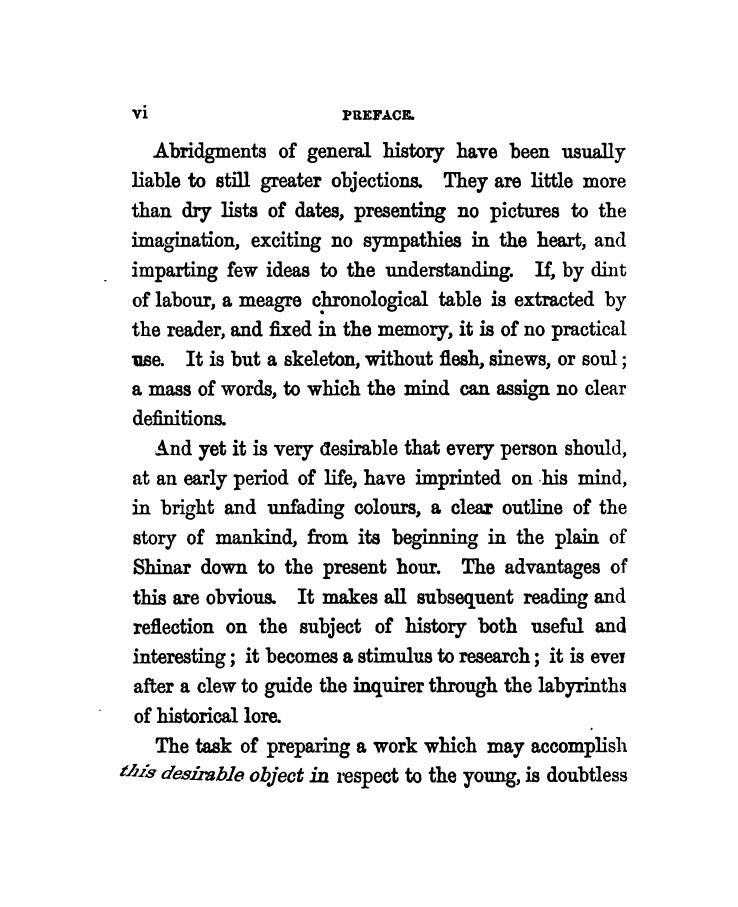 vi PREFACE.
Abridgments of general history have been usually
liable to still greater objections. They are little more
than dry lists of dates, presenting no pictures to the
imagination, exciting no sympathies in the heart, and
imparting few ideas to the understanding. If, by dint
of labour, a meagre chronological table is extracted by
the reader, and fixed in the memory, it is of no practical
use. It is but a skeleton, without flesh, sinews, or soul;
a mass of words, to which the mind can assign no clear
definitions.
And yet it is very desirable that every person should,
at an early period of life, have imprinted on his mind,
in bright and unfading colours, a clear outline of the
story of mankind, from its beginning in the plain of
Shinar down to the present hour. The advantages of
this are obvious. It makes all subsequent reading and
reflection on the subject of history both useful and
interesting; it becomes a stimulus to research; it is ever
after a clew to guide the inquirer through the labyrinths
of historical lore.
The task of preparing a work which may accomplish
this desirable object in respect to the young, is doubtless